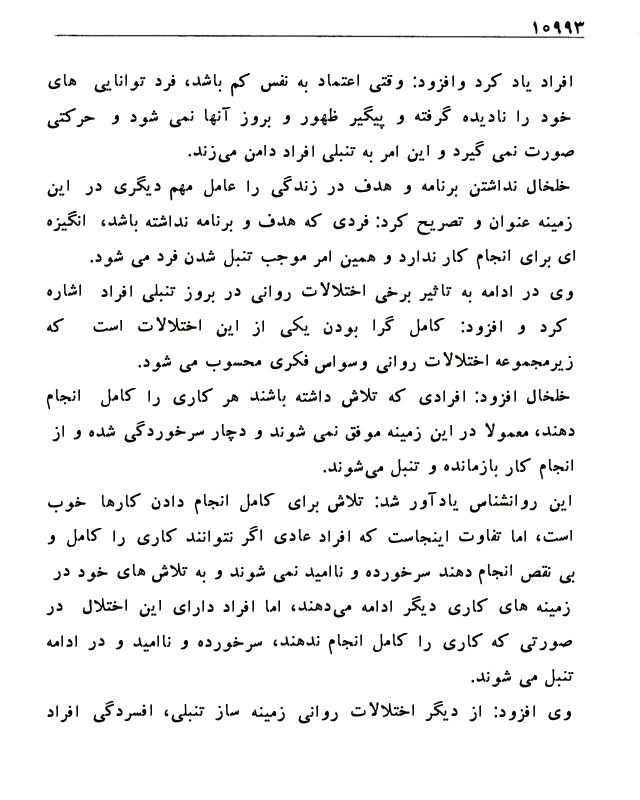 ۱۰۹۹۳
افراد یاد کرد وافزود: وقتی اعتماد به نفس کم باشد، فرد توانایی های
خود را نادیده گرفته و پیگیر ظهور و بروز آنها نمی شود و حرکتی
صورت نمی گیرد و این امر به تنبلی افراد دامن می‌زند.
خلخال نداشتن برنامه و هدف در زندگی را عامل مهم دیگری در این
زمینه عنوان و تصریح کرد: فردی که هدف و برنامه نداشته باشد، انگیزه
ای برای انجام کار ندارد و همین امر موجب تنبل شدن فرد می شود.
وی در ادامه به تاثیر برخی اختلالات روانی در بروز تنبلی افراد اشاره
کرد و افزود: کامل گرا بودن یکی از این اختلالات است که
زیرمجموعه اختلالات روانی وسواس فکری محسوب می شود.
خلخال افزود: افرادی که تلاش داشته باشند هر کاری را کامل انجام
دهند، معمولا در این زمینه موفق نمی شوند و دچار سرخوردگی شده و از
انجام کار بازمانده و تنبل می‌شوند.
این روانشناس یادآور شد: تلاش برای کامل انجام دادن کارها خوب
است، اما تفاوت اینجاست که افراد عادی اگر نتوانند کاری را کامل و
بی نقص انجام دهند سرخورده و ناامید نمی شوند و به تلاش های خود در
زمینه های کاری دیگر ادامه می‌دهند، اما افراد دارای این اختلال در
صورتی که کاری را کامل انجام ندهند، سرخورده و ناامید و در ادامه
تنبل می شوند.
وی افزود: از دیگر اختلالات روانی زمینه ساز تنبلی، افسردگی افراد